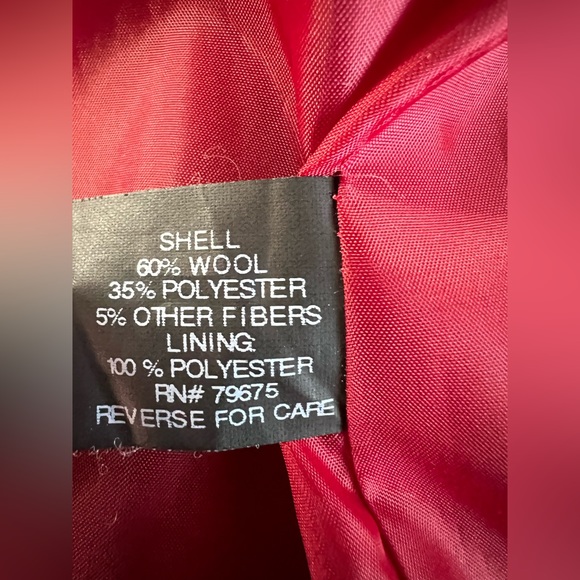 SHELL
60% WOOL
35% POLYESTER
5% OTHER FIBERS
LINING:
100 % POLYESTER
RN# 79675
REVERSE FOR CARE